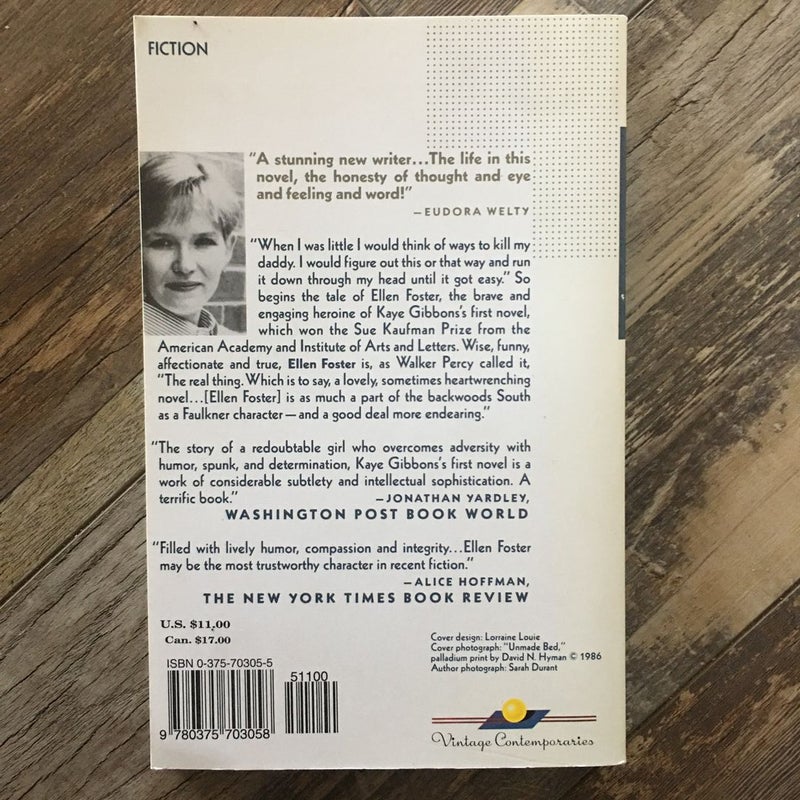 FICTION
"A stunning new writer...The life in this
novel, the honesty of thought and eye
and feeling and word!"
—EUDORA WELTY
"When I was little I would think of ways to kill my
daddy. I would figure out this or that way and run
it down through my head until it got easy." So
begins the tale of Ellen Foster, the brave and
engaging heroine of Kaye Gibbons's first novel,
which won the Sue Kaufman Prize from the
American Academy and Institute of Arts and Letters. Wise, funny,
affectionate and true, Ellen Foster is, as Walker Percy called it,
"The real thing. Which is to say, a lovely, sometimes heartwrenching
novel...[Ellen Foster] is as much a part of the backwoods South
as a Faulkner character—and a good deal more endearing."
"The story of a redoubtable girl who overcomes adversity with
humor, spunk, and determination, Kaye Gibbons's first novel is a
work of considerable subtlety and intellectual sophistication. A
terrific book." —JONATHAN YARDLEY,
WASHINGTON POST BOOK WORLD
"Filled with lively humor, compassion and integrity...Ellen Foster
may be the most trustworthy character in recent fiction."
—ALICE HOFFMAN,
THE NEW YORK TIMES BOOK REVIEW
U.S. $11.00
Can. $17.00
ISBN 0-375-70305-5
51100
9 780375 703058
Cover design: Lorraine Louie
Cover photograph: "Unmade Bed,"
palladium print by David N. Hyman © 1986
Author photograph: Sarah Durant
Vintage Contemporaries